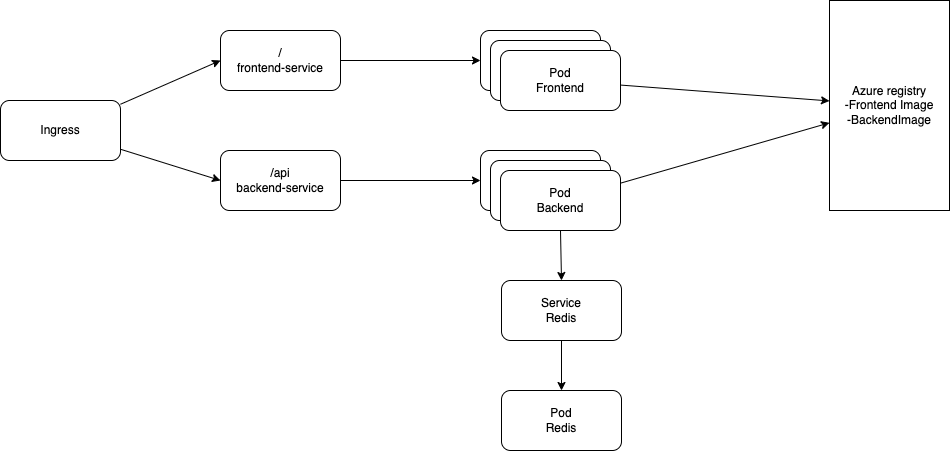 Ingress
/
frontend-service
/api
backend-service
Pod
Frontend
Pod
Backend
Service
Redis
Pod
Redis
Azure registry
-Frontend Image
-BackendImage